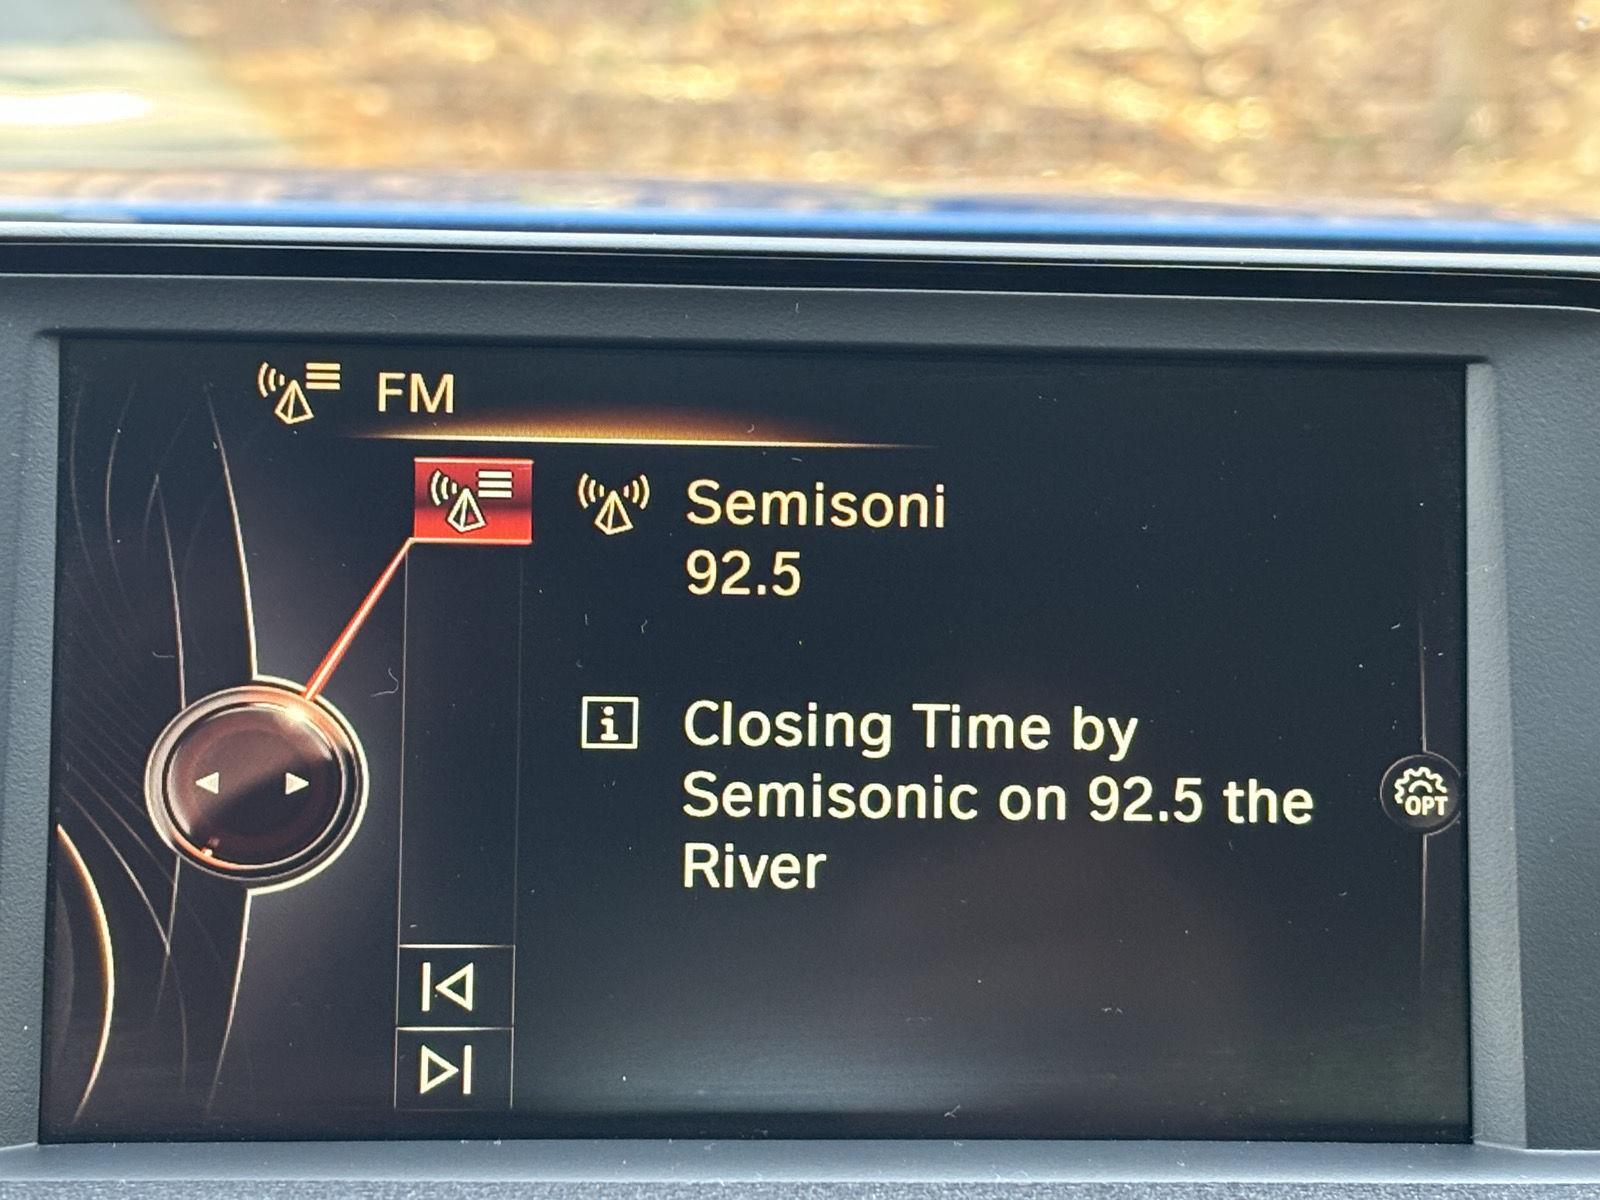 FM
Semisoni
92.5
i
Closing Time by
Semisonic on 92.5 the
River
OPT